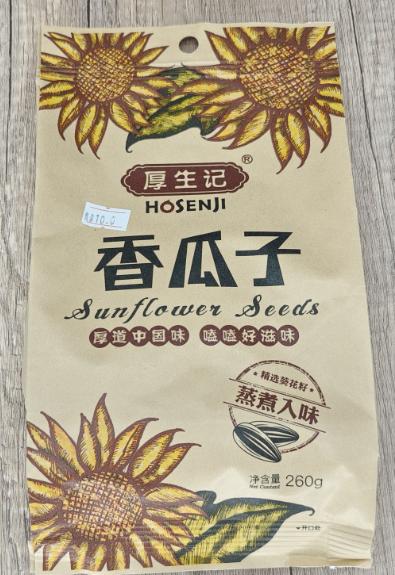 厚生记
®
HOSENJI
香瓜子
Sunflower Seeds
厚道中国味 嗑嗑好滋味
精选葵花籽
蒸煮入味
净含量 260g
Net Content
开口处